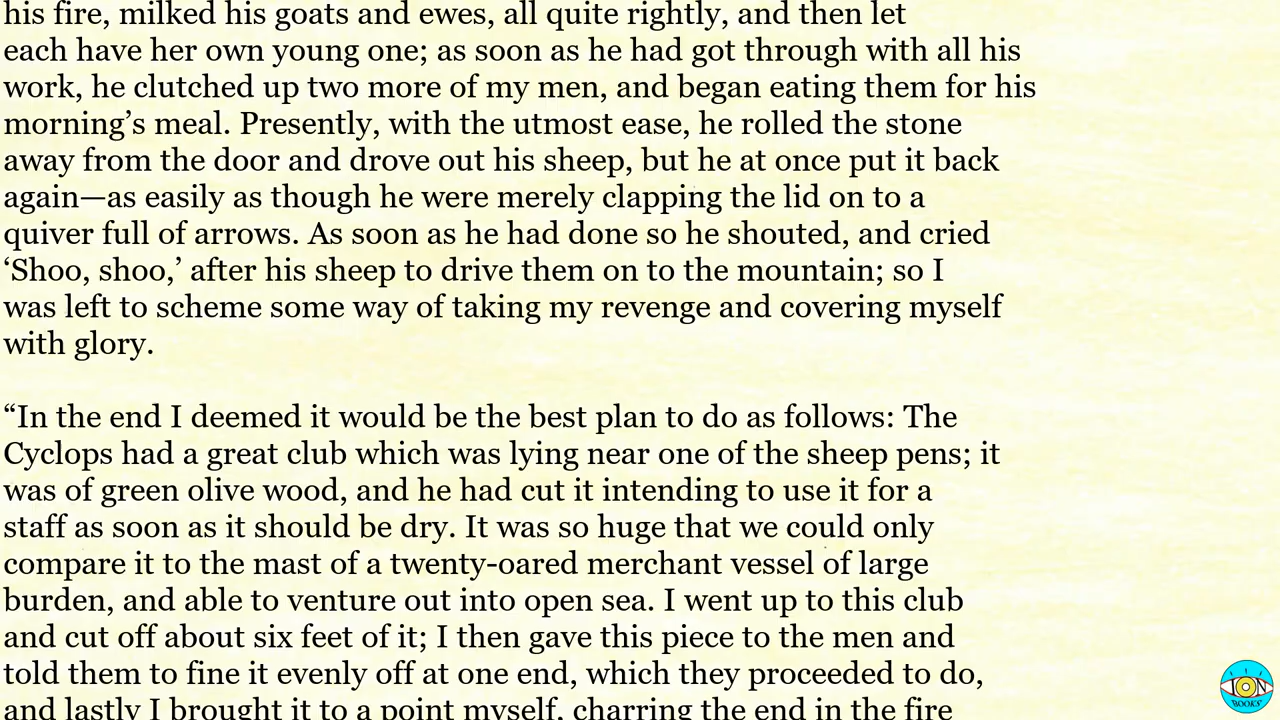 his fire, milked his goats and ewes, all quite rightly, and then let
each have her own young one; as soon as he had got through with all his
work, he clutched up two more of my men, and began eating them for his
morning’s meal. Presently, with the utmost ease, he rolled the stone
away from the door and drove out his sheep, but he at once put it back
again—as easily as though he were merely clapping the lid on to a
quiver full of arrows. As soon as he had done so he shouted, and cried
‘Shoo, shoo,’ after his sheep to drive them on to the mountain; so I
was left to scheme some way of taking my revenge and covering myself
with glory.
“In the end I deemed it would be the best plan to do as follows: The
Cyclops had a great club which was lying near one of the sheep pens; it
was of green olive wood, and he had cut it intending to use it for a
staff as soon as it should be dry. It was so huge that we could only
compare it to the mast of a twenty-oared merchant vessel of large
burden, and able to venture out into open sea. I went up to this club
and cut off about six feet of it; I then gave this piece to the men and
told them to fine it evenly off at one end, which they proceeded to do,
and lastly I brought it to a point myself, charring the end in the fire
ION
BOOKS